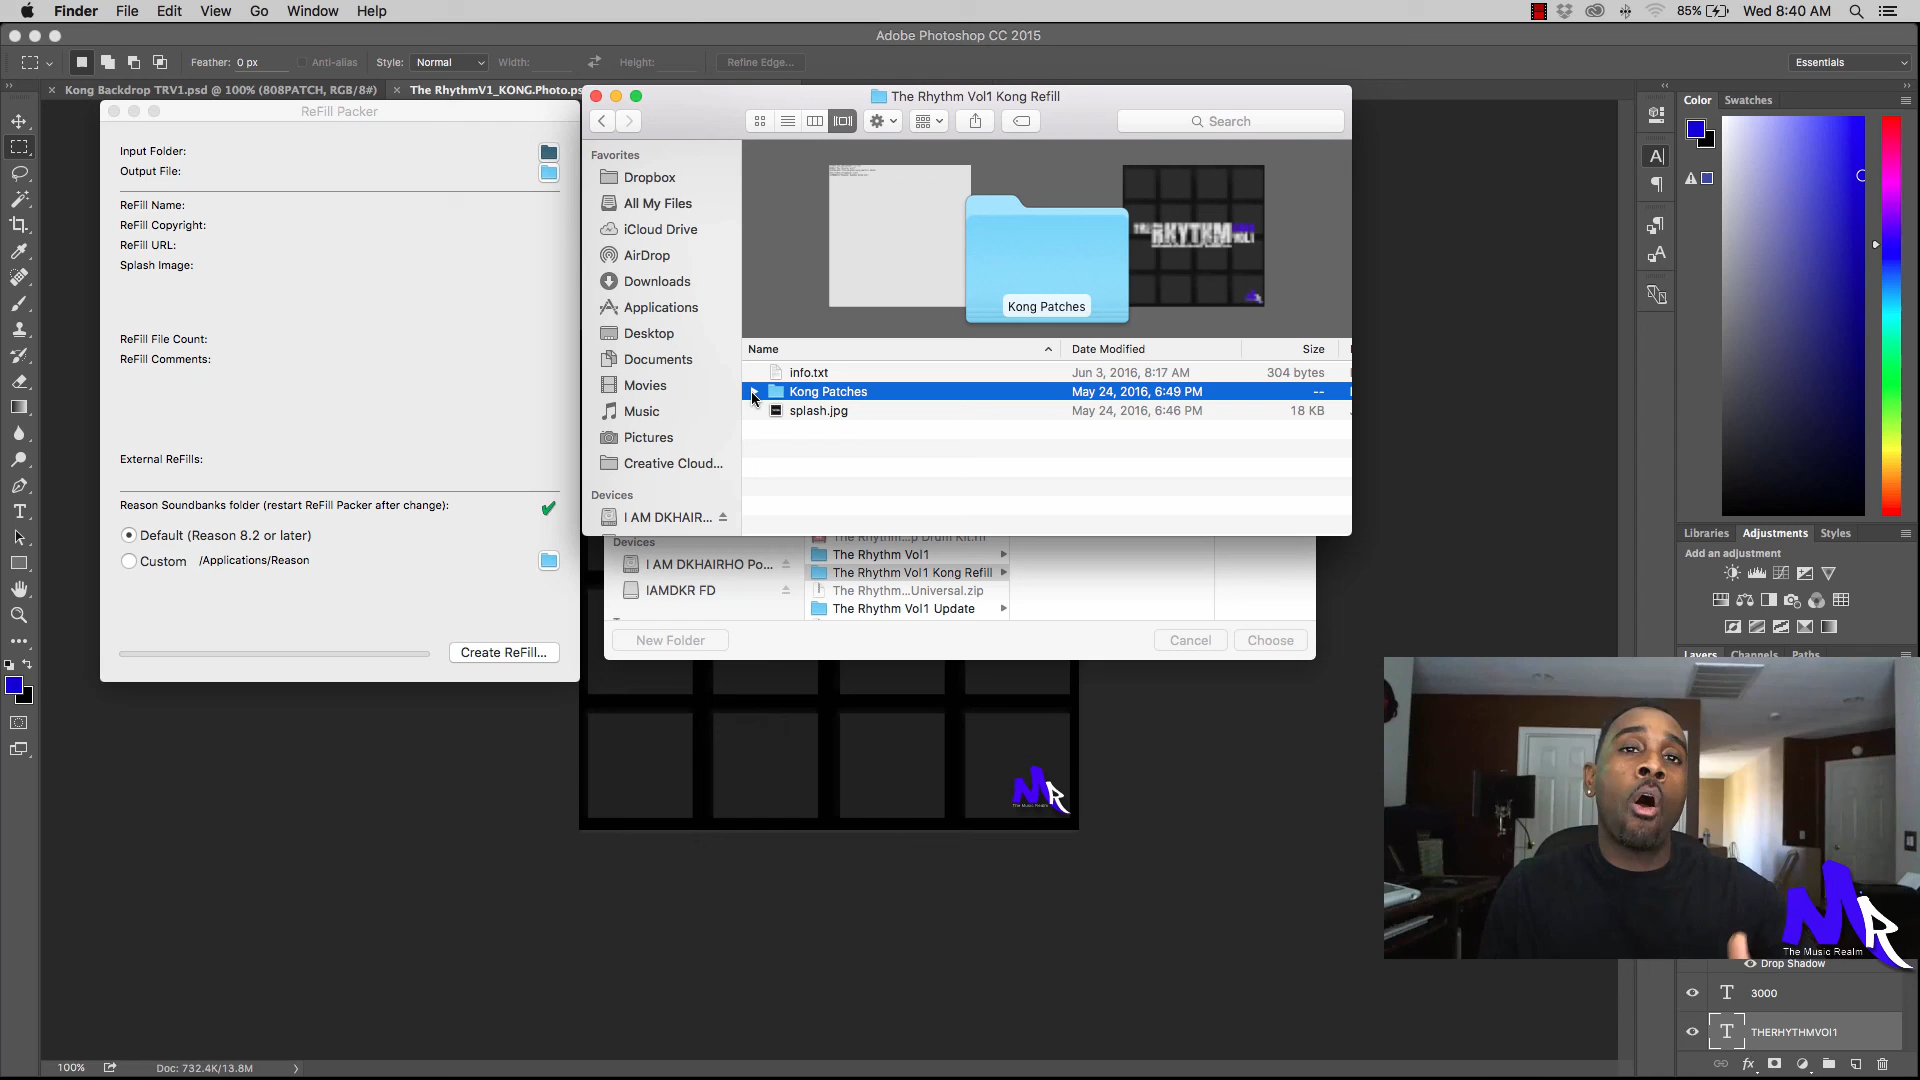 Finder File Edit View Go Window Help 85% Wed 8:40 AM
Adobe Photoshop CC 2015
Feather: 0 px Anti-alias Style: Normal Width: Height: Refine Edge... Essentials
Kong Backdrop TRV1.psd @ 100% (808PATCH, RGB/8#) The RhythmV1_KONG.Photo.ps
ReFill Packer
Input Folder:
Output File:
ReFill Name:
ReFill Copyright:
ReFill URL:
Splash Image:
ReFill File Count:
ReFill Comments:
External ReFills:
Reason Soundbanks folder (restart ReFill Packer after change):
Default (Reason 8.2 or later)
Custom /Applications/Reason
Create ReFill...
The Rhythm Vol1 Kong Refill
Search
Favorites
Dropbox
All My Files
iCloud Drive
AirDrop
Downloads
Applications
Desktop
Documents
Movies
Music
Pictures
Creative Cloud...
Devices
I AM DKHAIR...
Kong Patches
Name Date Modified Size
info.txt Jun 3, 2016, 8:17 AM 304 bytes
Kong Patches May 24, 2016, 6:49 PM --
splash.jpg May 24, 2016, 6:46 PM 18 KB
Devices
I AM DKHAIRHO Po...
IAMDKR FD
The Rhythm Vol1
The Rhythm Vol1 Kong Refill
The Rhythm...Universal.zip
The Rhythm Vol1 Update
New Folder Cancel Choose
Color Swatches
Libraries Adjustments Styles
Add an adjustment
Layers Channels Paths
MR
The Music Realm
MR
The Music Realm
Drop Shadow
3000
THERHYTHMVOl1
100% Doc: 732.4K/13.8M